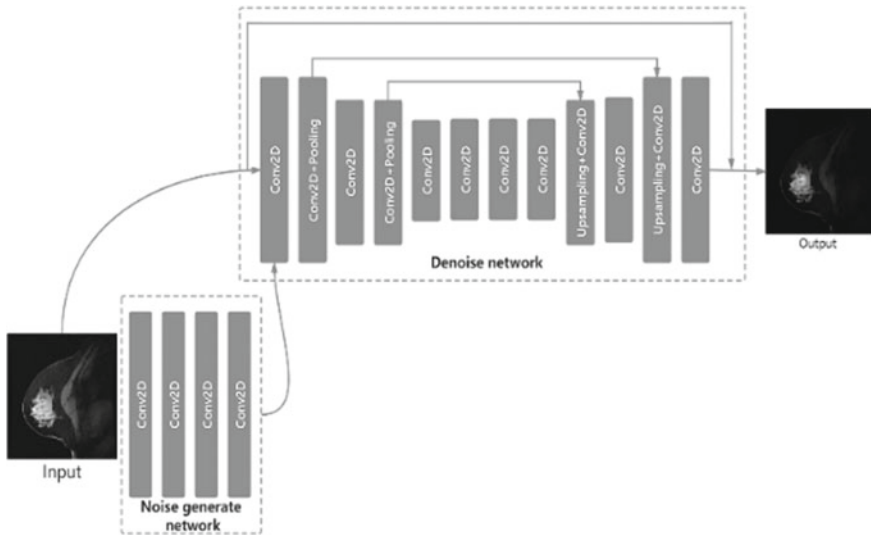 Conv2D
Conv2D+Pooling
Conv2D
Conv2D+Pooling
Conv2D
Conv2D
Conv2D
Conv2D
Upsampling+Conv2D
Conv2D
Upsampling+Conv2D
Conv2D
Denoise network
Output
Input
Conv2D
Conv2D
Conv2D
Conv2D
Noise generate
network